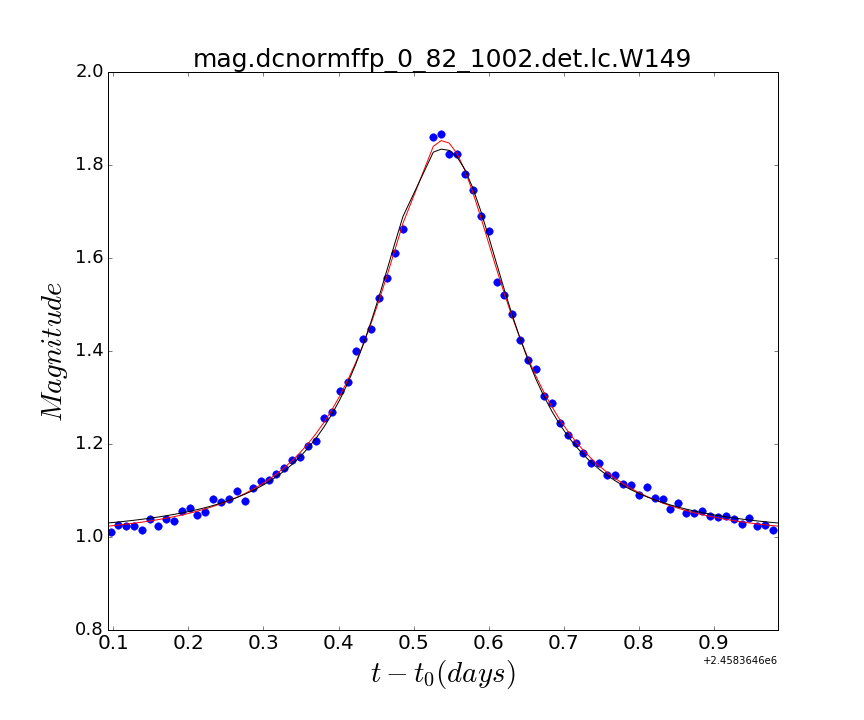 mag.dcnormffp_0_82_1002.det.lc.W149
2.0
1.8
1.6
1.4
1.2
1.0
0.8
Magnitude
0.1 0.2 0.3 0.4 0.5 0.6 0.7 0.8 0.9
+2.4583646e6
t − t₀(days)